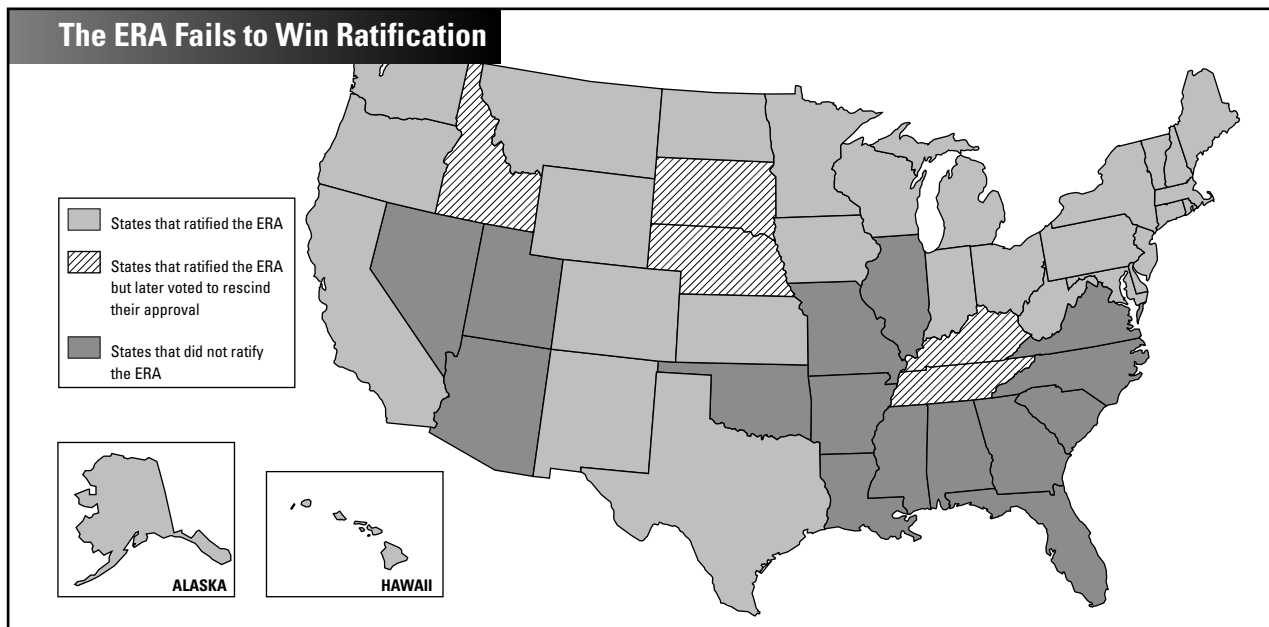 The ERA Fails to Win Ratification
States that ratified the ERA
States that ratified the ERA
but later voted to rescind
their approval
States that did not ratify
the ERA
ALASKA
HAWAII